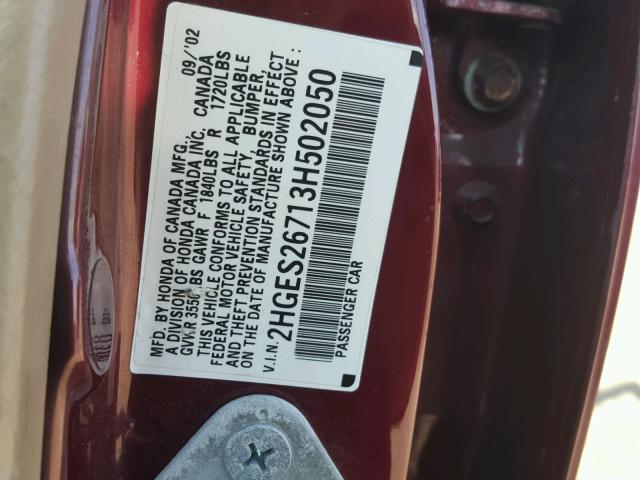 MFD. BY HONDA OF CANADA MFG., 09/'02
A DIVISION OF HONDA CANADA INC., CANADA
GVWR LBS GAWR F 1840LBS R 1720LBS
THIS VEHICLE CONFORMS TO ALL APPLICABLE
FEDERAL MOTOR VEHICLE SAFETY, BUMPER,
AND THEFT PREVENTION STANDARDS IN EFFECT
ON THE DATE OF MANUFACTURE SHOWN ABOVE:
V.I.N.: 2HGES26713H502050
PASSENGER CAR